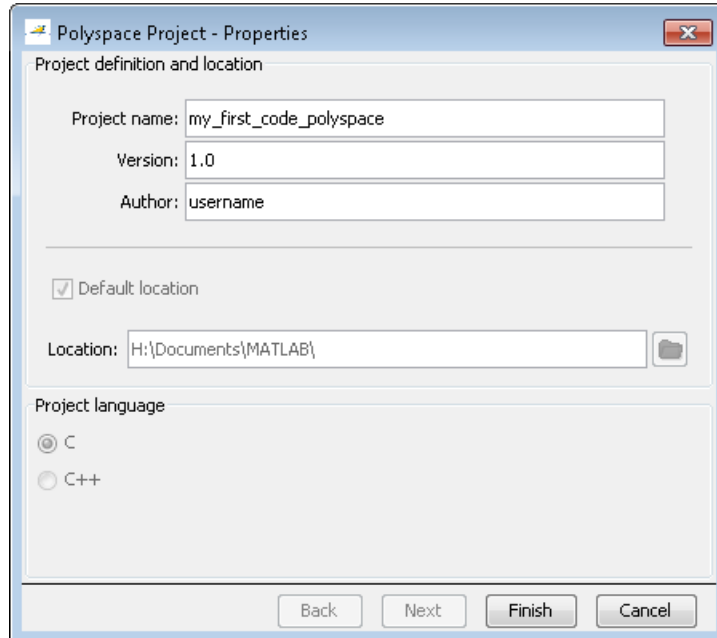 Polyspace Project - Properties
Project definition and location
Project name: my_first_code_polyspace
Version: 1.0
Author: username
Default location
Location: H:\Documents\MATLAB\
Project language
C
C++
Back Next Finish Cancel